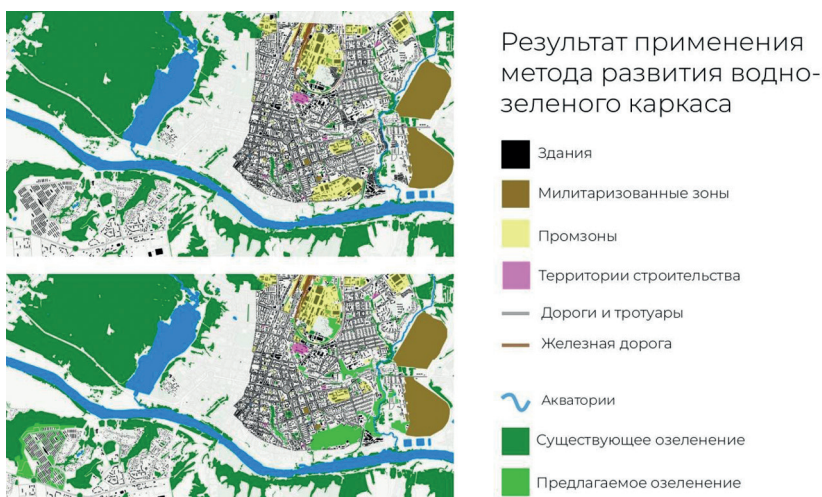 Результат применения
метода развития водно-
зеленого каркаса
Здания
Милитаризованные зоны
Промзоны
Территории строительства
Дороги и тротуары
Железная дорога
Акватории
Существующее озеленение
Предлагаемое озеленение